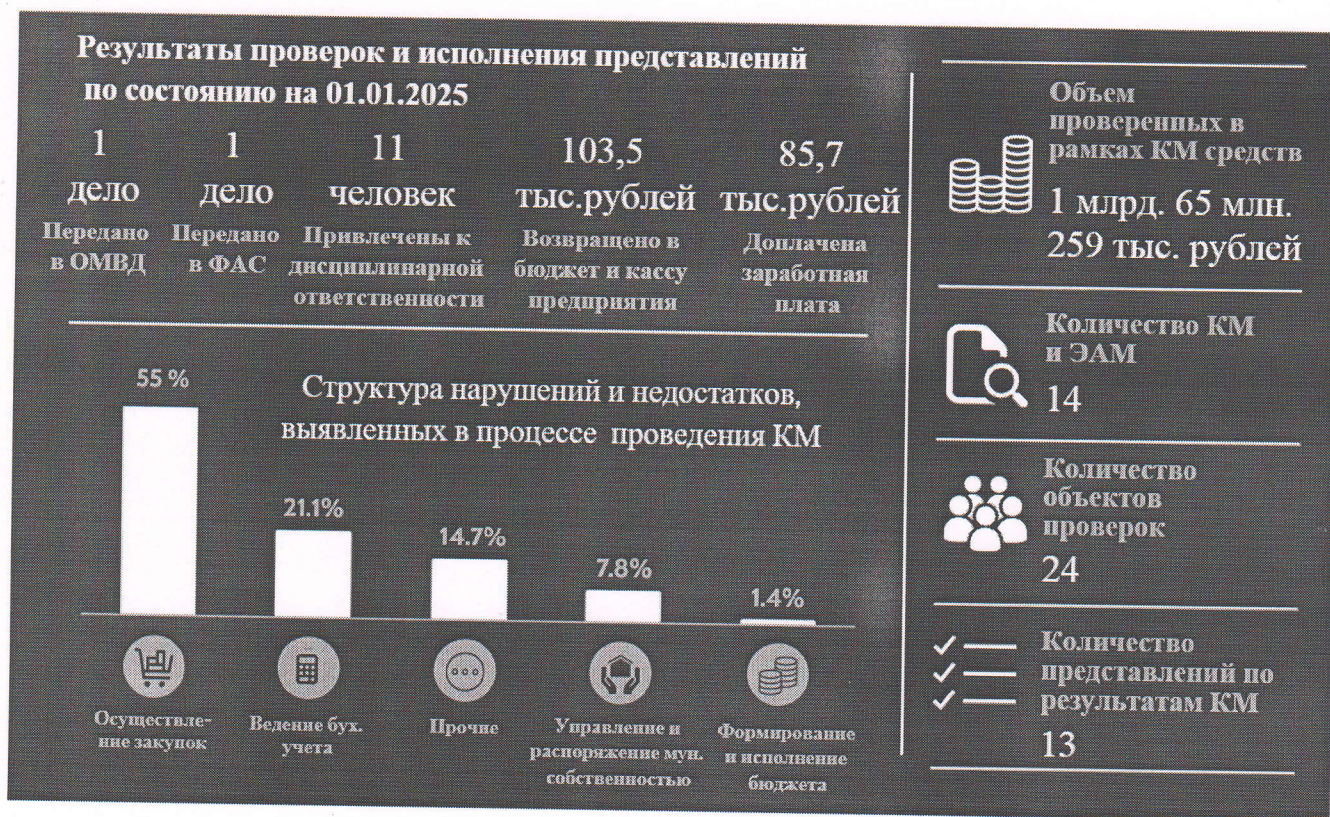 Результаты проверок и исполнения представлений
по состоянию на 01.01.2025
1
дело
Передано
в ОМВД
1
дело
Передано
в ФАС
11
человек
Привлечены к
дисциплинарной
ответственности
103,5
тыс.рублей
Возвращено в
бюджет и кассу
предприятия
85,7
тыс.рублей
Доплачена
заработная
плата
Структура нарушений и недостатков,
выявленных в процессе проведения КМ
55 %
21.1%
14.7%
7.8%
1.4%
Осуществле-
ние закупок
Ведение бух.
учета
Прочие
Управление и
распоряжение мун.
собственностью
Формирование
и исполнение
бюджета
Объем
проверенных в
рамках КМ средств
1 млрд. 65 млн.
259 тыс. рублей
Количество КМ
и ЭАМ
14
Количество
объектов
проверок
24
Количество
представлений по
результатам КМ
13